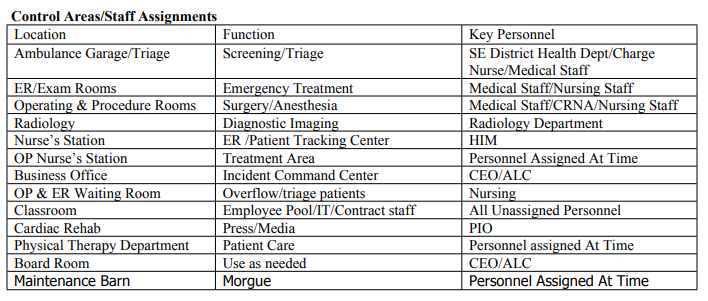 Control Areas/Staff Assignments
Location Function Key Personnel
Ambulance Garage/Triage Screening/Triage SE District Health Dept/Charge
Nurse/Medical Staff
ER/Exam Rooms Emergency Treatment Medical Staff/Nursing Staff
Operating & Procedure Rooms Surgery/Anesthesia Medical Staff/CRNA/Nursing Staff
Radiology Diagnostic Imaging Radiology Department
Nurse's Station ER /Patient Tracking Center HIM
OP Nurse's Station Treatment Area Personnel Assigned At Time
Business Office Incident Command Center CEO/ALC
OP & ER Waiting Room Overflow/triage patients Nursing
Classroom Employee Pool/IT/Contract staff All Unassigned Personnel
Cardiac Rehab Press/Media PIO
Physical Therapy Department Patient Care Personnel assigned At Time
Board Room Use as needed CEO/ALC
Maintenance Barn Morgue Personnel Assigned At Time